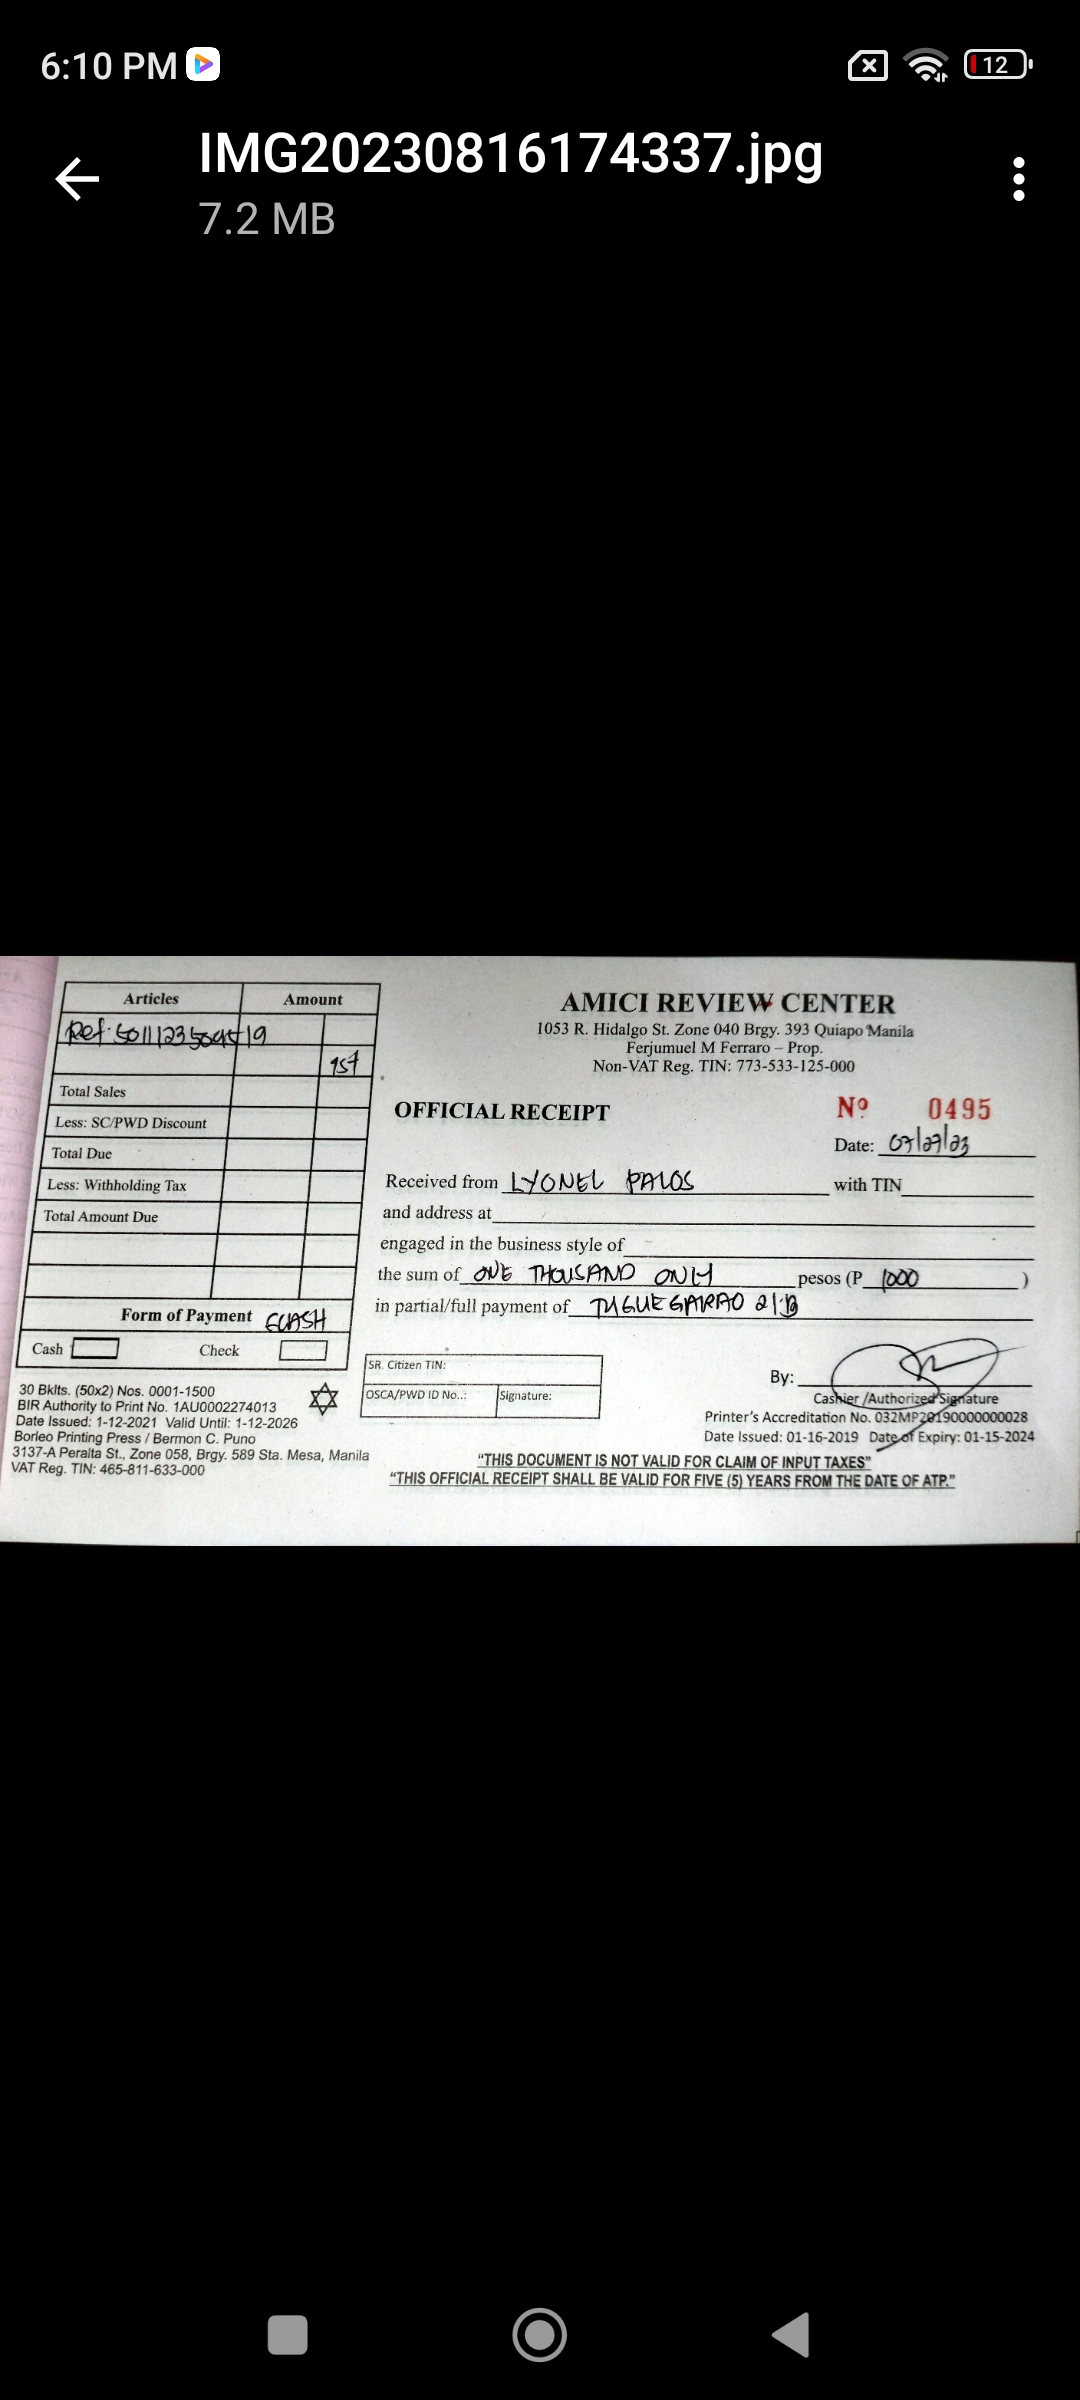 6:10 PM
12
IMG20230816174337.jpg
7.2 MB
Articles Amount
1st
Total Sales
Less: SC/PWD Discount
Total Due
Less: Withholding Tax
Total Amount Due
Form of Payment GCASH
Cash Check
30 Bklts. (50x2) Nos. 0001-1500
BIR Authority to Print No. 1AU0002274013
Date Issued: 1-12-2021 Valid Until: 1-12-2026
Borleo Printing Press / Bermon C. Puno
3137-A Peralta St., Zone 058, Brgy. 589 Sta. Mesa, Manila
VAT Reg. TIN: 465-811-633-000
AMICI REVIEW CENTER
1053 R. Hidalgo St. Zone 040 Brgy. 393 Quiapo Manila
Ferjumuel M Ferraro – Prop.
Non-VAT Reg. TIN: 773-533-125-000
OFFICIAL RECEIPT Nº 0495
Date: 07/27/23
Received from LYONEL PALOS with TIN
and address at
engaged in the business style of
the sum of ONE THOUSAND ONLY pesos (P 1000 )
in partial/full payment of TUGUEGARAO
SR. Citizen TIN:
OSCA/PWD ID No..: Signature:
By:
Cashier /Authorized Signature
Printer's Accreditation No. 032MP20190000000028
Date Issued: 01-16-2019 Date of Expiry: 01-15-2024
"THIS DOCUMENT IS NOT VALID FOR CLAIM OF INPUT TAXES"
"THIS OFFICIAL RECEIPT SHALL BE VALID FOR FIVE (5) YEARS FROM THE DATE OF ATP."